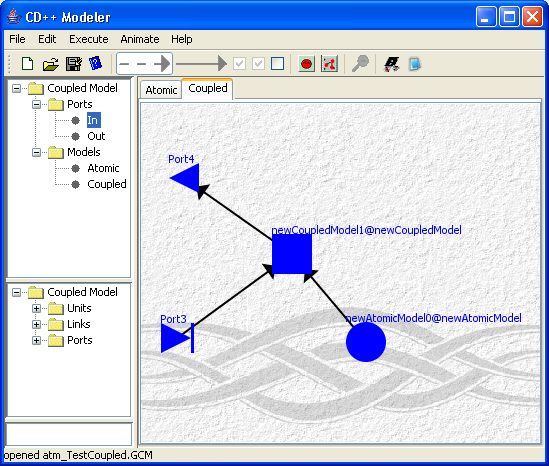 CD++ Modeler
File Edit Execute Animate Help
Coupled Model
Ports
In
Out
Models
Atomic
Coupled
Coupled Model
Units
Links
Ports
Atomic Coupled
Port4
newCoupledModel1@newCoupledModel
Port3
newAtomicModel0@newAtomicModel
opened atm_TestCoupled.GCM